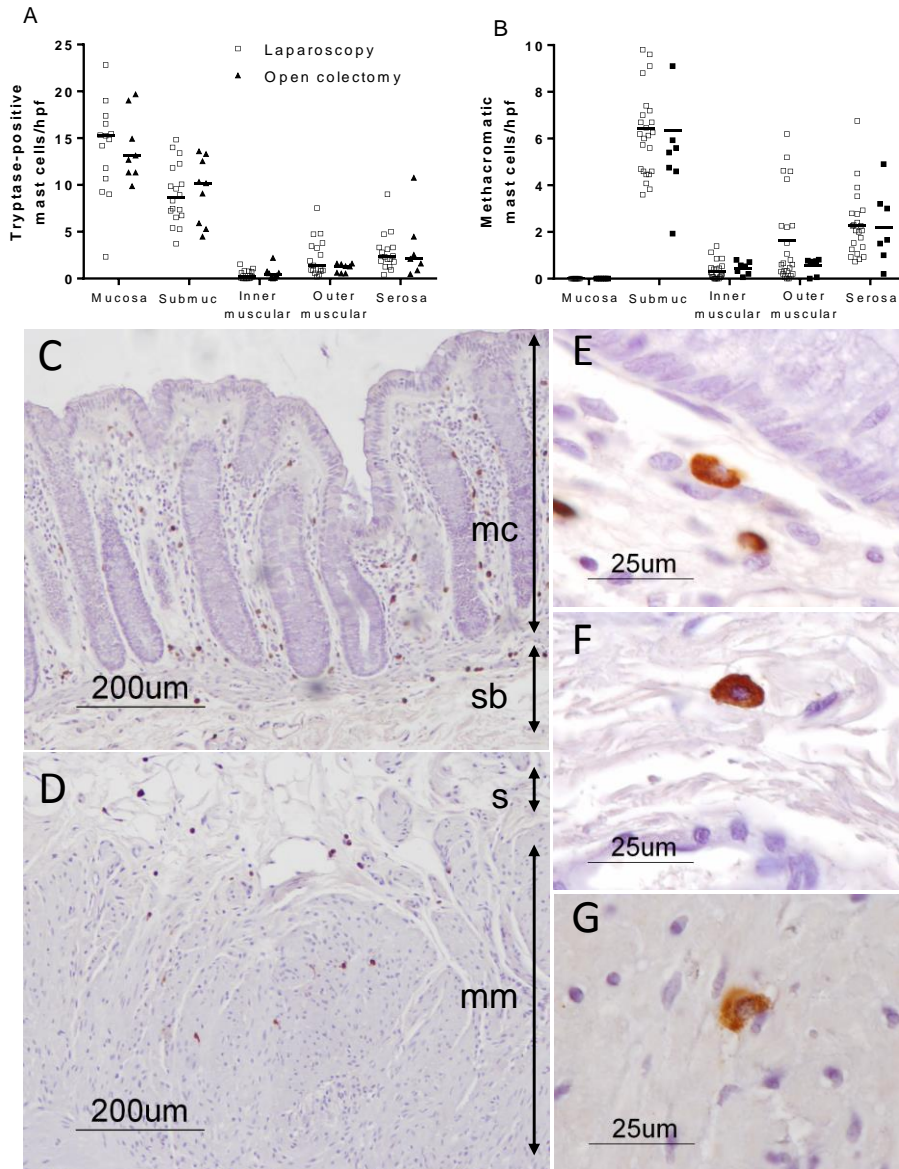 A
Tryptase-positive
mast cells/hpf
25
20
15
10
5
0
Laparoscopy
Open colectomy
Mucosa Submuc Inner muscular Outer muscular Serosa
B
Methacromatic
mast cells/hpf
10
8
6
4
2
0
Mucosa Submuc Inner muscular Outer muscular Serosa
C
mc
200um
sb
D
s
mm
200um
E
25um
F
25um
G
25um